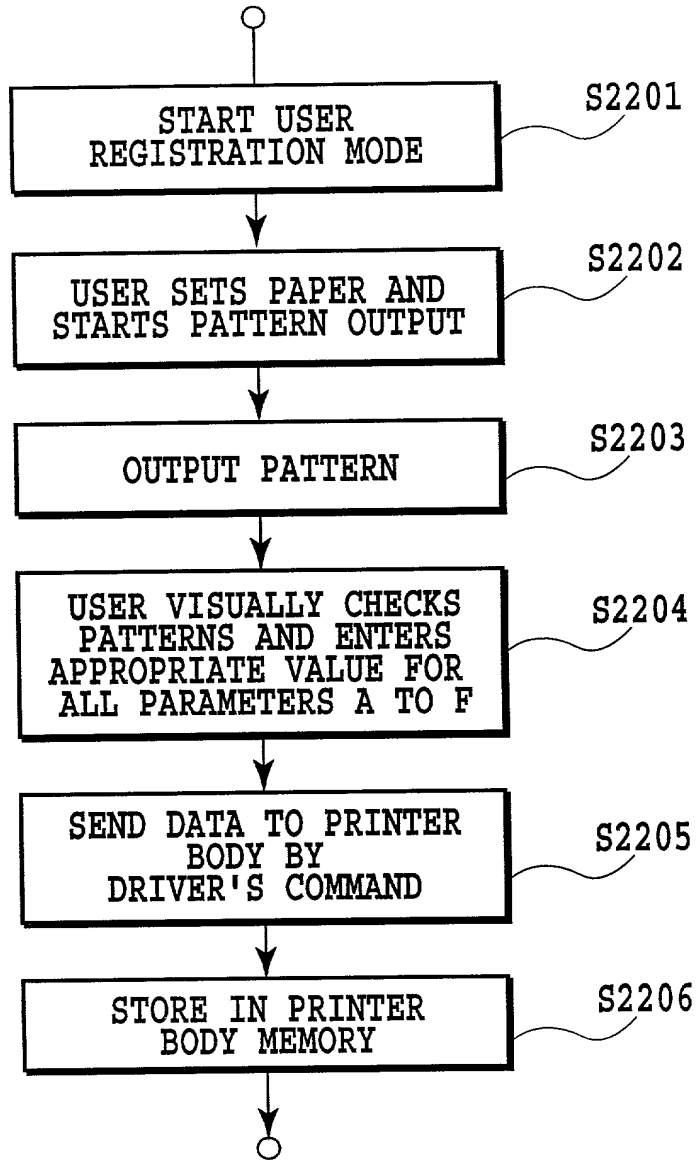 START USER
REGISTRATION MODE
S2201
USER SETS PAPER AND
STARTS PATTERN OUTPUT
S2202
OUTPUT PATTERN
S2203
USER VISUALLY CHECKS
PATTERNS AND ENTERS
APPROPRIATE VALUE FOR
ALL PARAMETERS A TO F
S2204
SEND DATA TO PRINTER
BODY BY
DRIVER'S COMMAND
S2205
STORE IN PRINTER
BODY MEMORY
S2206